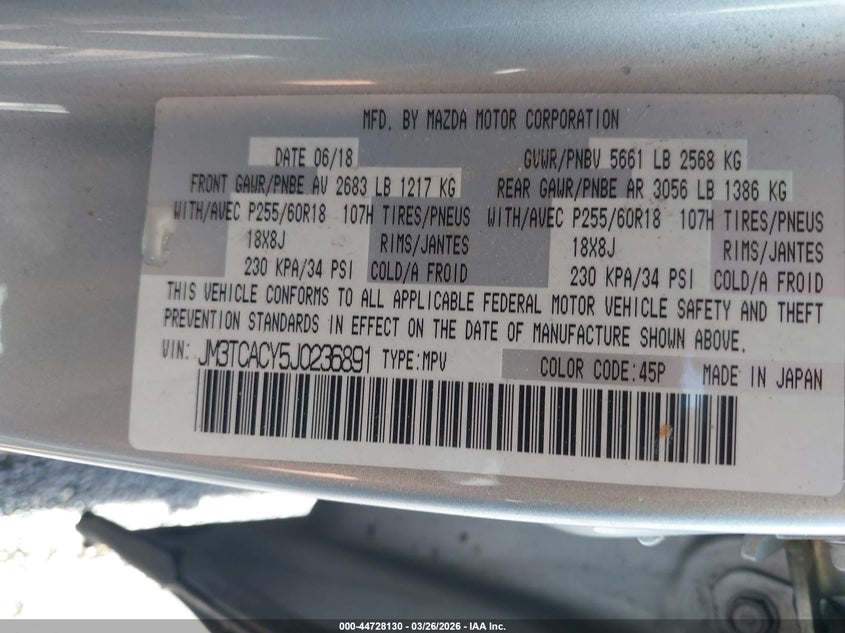 MFD. BY MAZDA MOTOR CORPORATION
DATE 06/18 GVWR/PNBV 5661 LB 2568 KG
FRONT GAWR/PNBE AV 2683 LB 1217 KG REAR GAWR/PNBE AR 3056 LB 1386 KG
WITH/AVEC P255/60R18 107H TIRES/PNEUS WITH/AVEC P255/60R18 107H TIRES/PNEUS
18X8J RIMS/JANTES 18X8J RIMS/JANTES
230 KPA/34 PSI COLD/A FROID 230 KPA/34 PSI COLD/A FROID
THIS VEHICLE CONFORMS TO ALL APPLICABLE FEDERAL MOTOR VEHICLE SAFETY AND THEFT
PREVENTION STANDARDS IN EFFECT ON THE DATE OF MANUFACTURE SHOWN ABOVE.
VIN: JM3TCACY5J0236891 TYPE:MPV COLOR CODE:45P MADE IN JAPAN
000-44728130 - 03/26/2026 - IAA Inc.